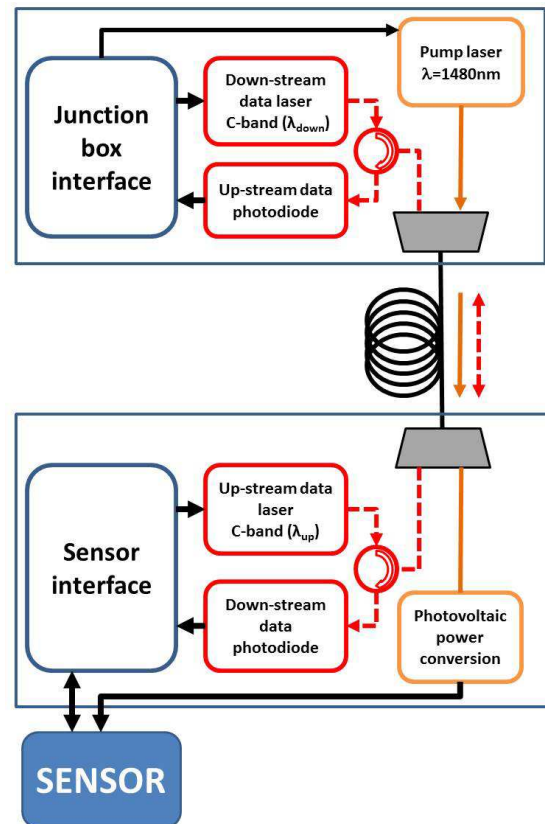 Pump laser
λ=1480nm
Down-stream
data laser
C-band (λdown)
Junction
box
interface
Up-stream data
photodiode
Up-stream data
laser
C-band (λup)
Sensor
interface
Down-stream
data
photodiode
Photovoltaic
power
conversion
SENSOR